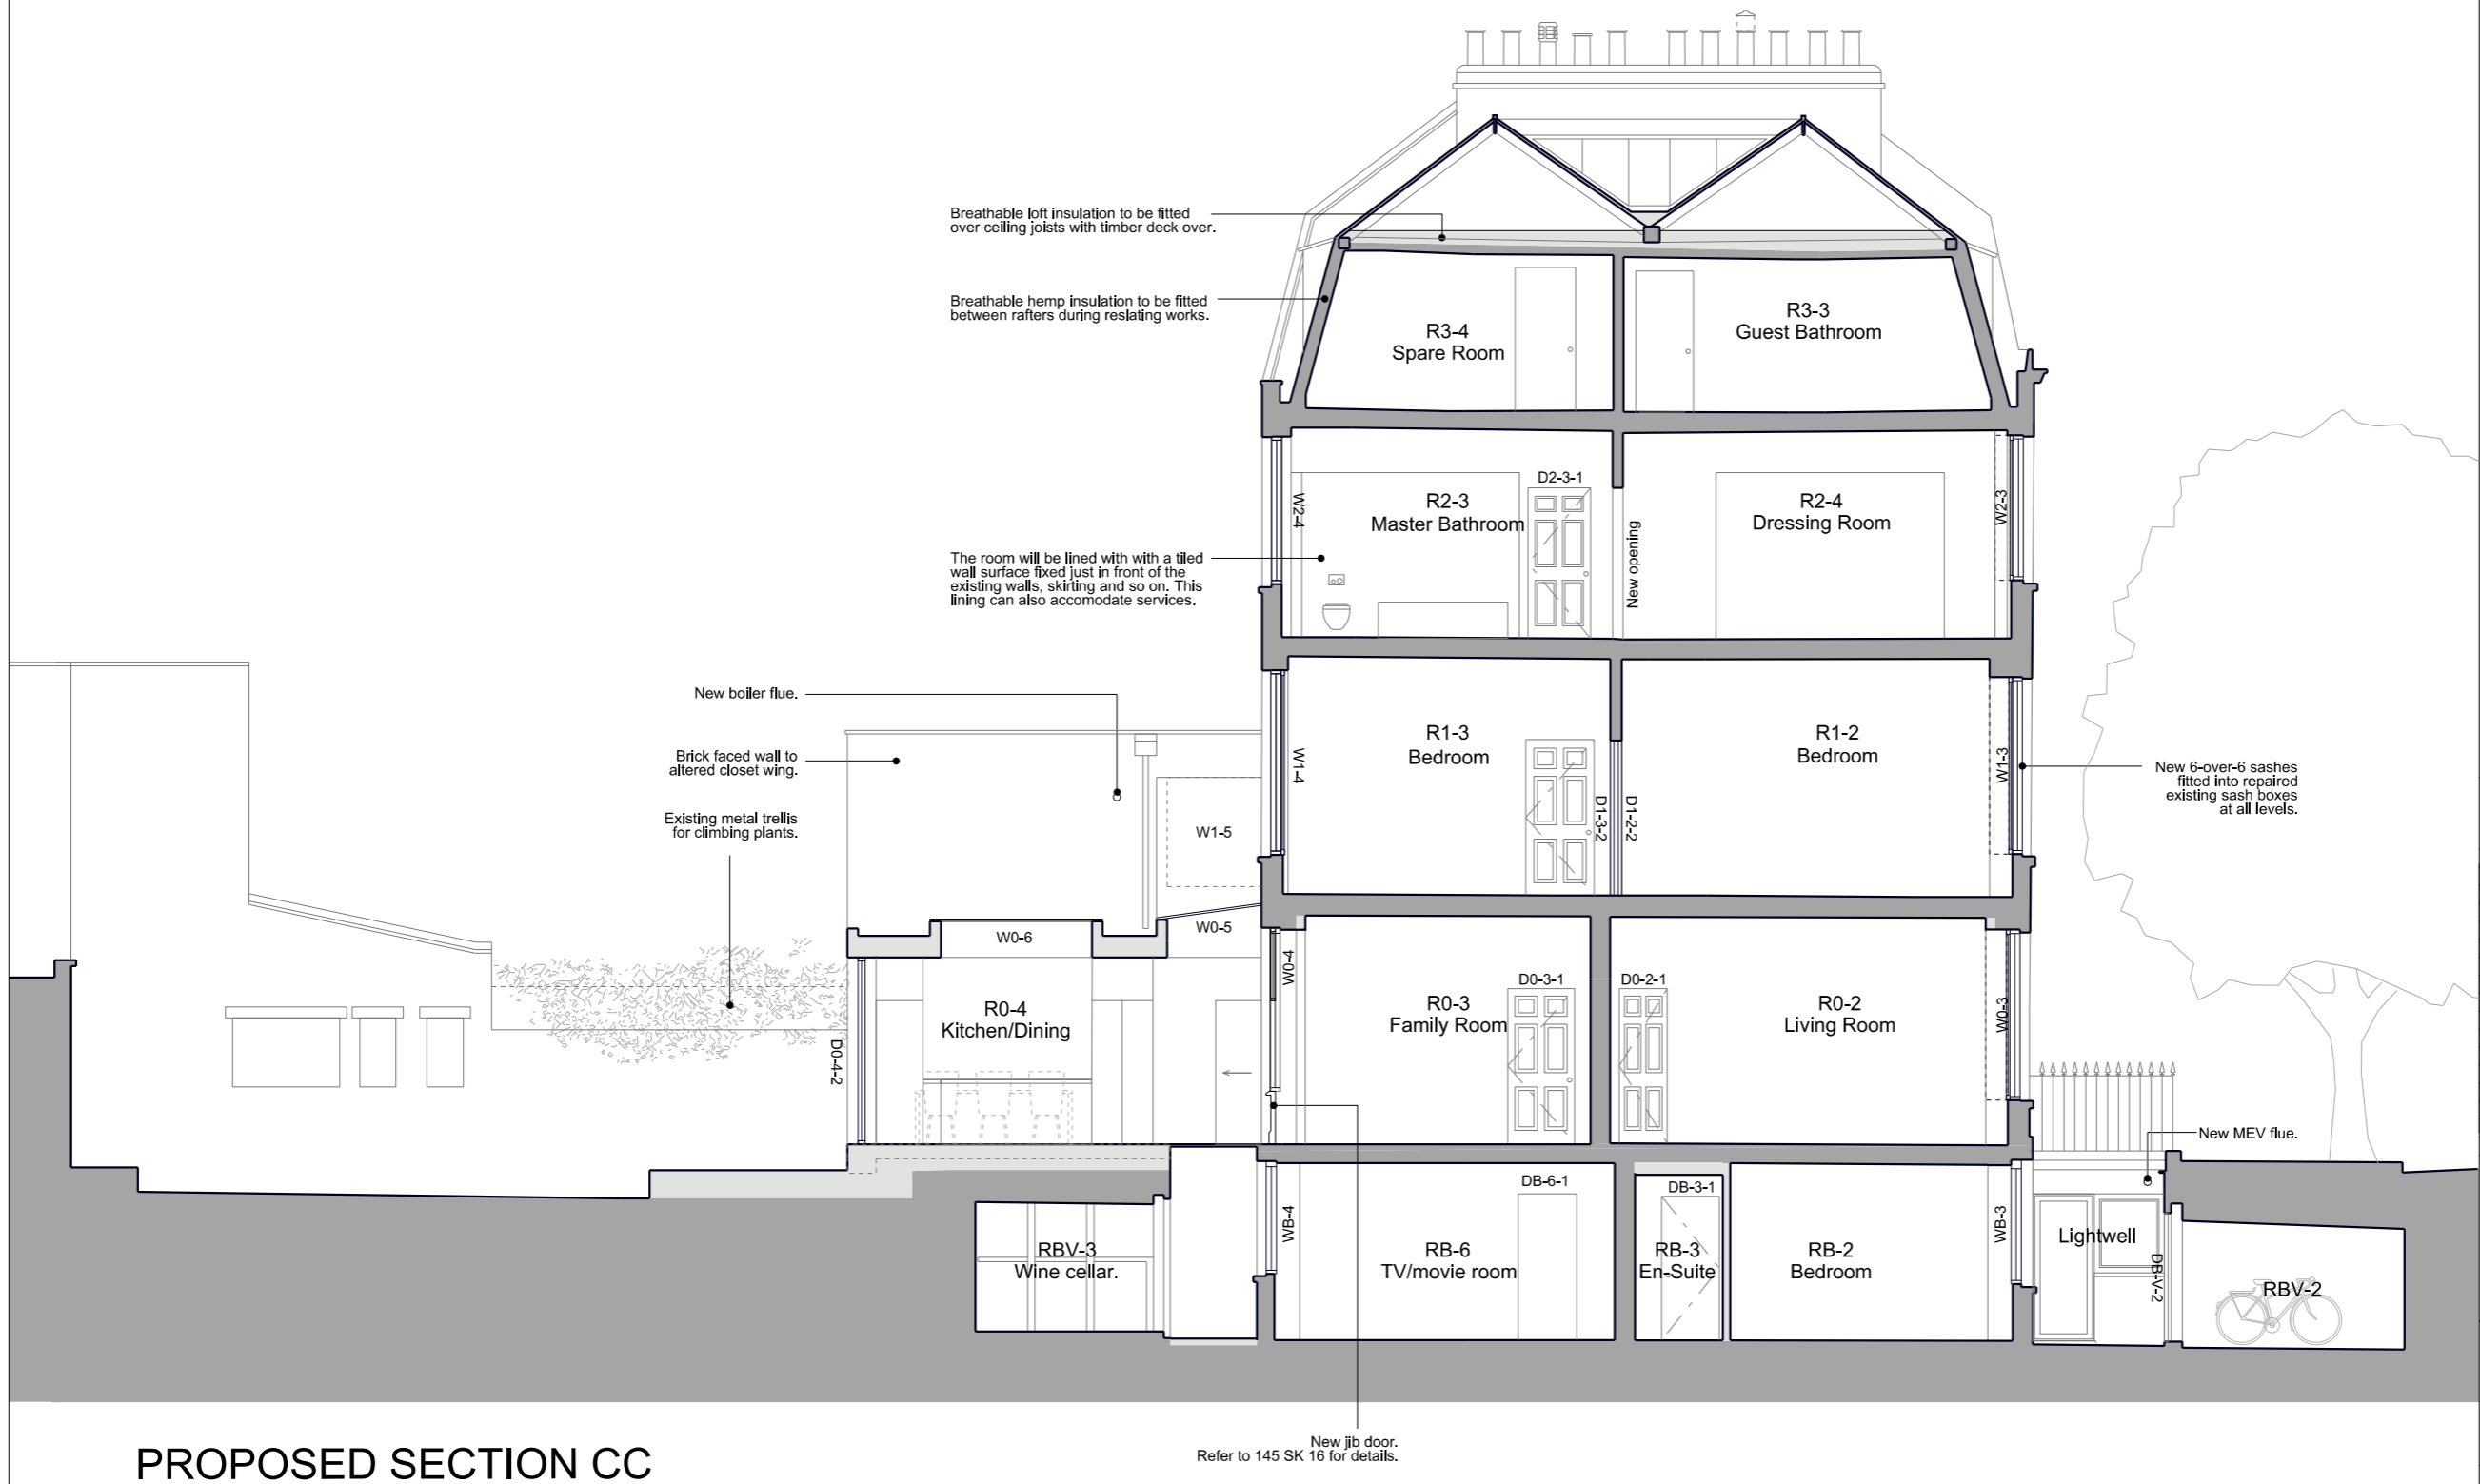 Breathable loft insulation to be fitted
over ceiling joists with timber deck over.
Breathable hemp insulation to be fitted
between rafters during reslating works.
R3-4
Spare Room
R3-3
Guest Bathroom
W2-4
R2-3
Master Bathroom
D2-3-1
New opening
R2-4
Dressing Room
W2-3
The room will be lined with with a tiled
wall surface fixed just in front of the
existing walls, skirting and so on. This
lining can also accomodate services.
New boiler flue.
Brick faced wall to
altered closet wing.
Existing metal trellis
for climbing plants.
W1-5
W1-4
R1-3
Bedroom
D1-3-2
D1-2-2
R1-2
Bedroom
W1-3
New 6-over-6 sashes
fitted into repaired
existing sash boxes
at all levels.
W0-6
W0-5
D0-4-2
R0-4
Kitchen/Dining
W0-4
R0-3
Family Room
D0-3-1
D0-2-1
R0-2
Living Room
W0-3
New MEV flue.
RBV-3
Wine cellar.
WB-4
RB-6
TV/movie room
DB-6-1
DB-3-1
RB-3
En-Suite
RB-2
Bedroom
WB-3
Lightwell
DB-V-2
RBV-2
New jib door.
Refer to 145 SK 16 for details.
PROPOSED SECTION CC